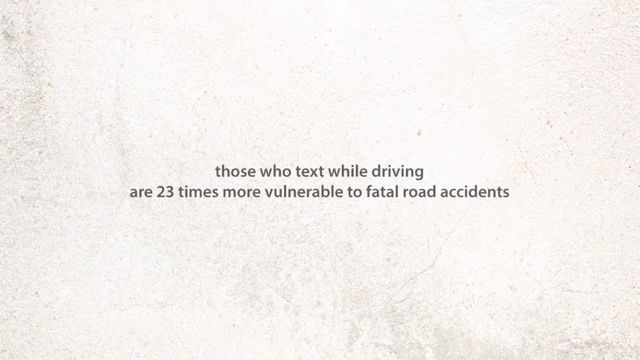 those who text while driving
are 23 times more vulnerable to fatal road accidents